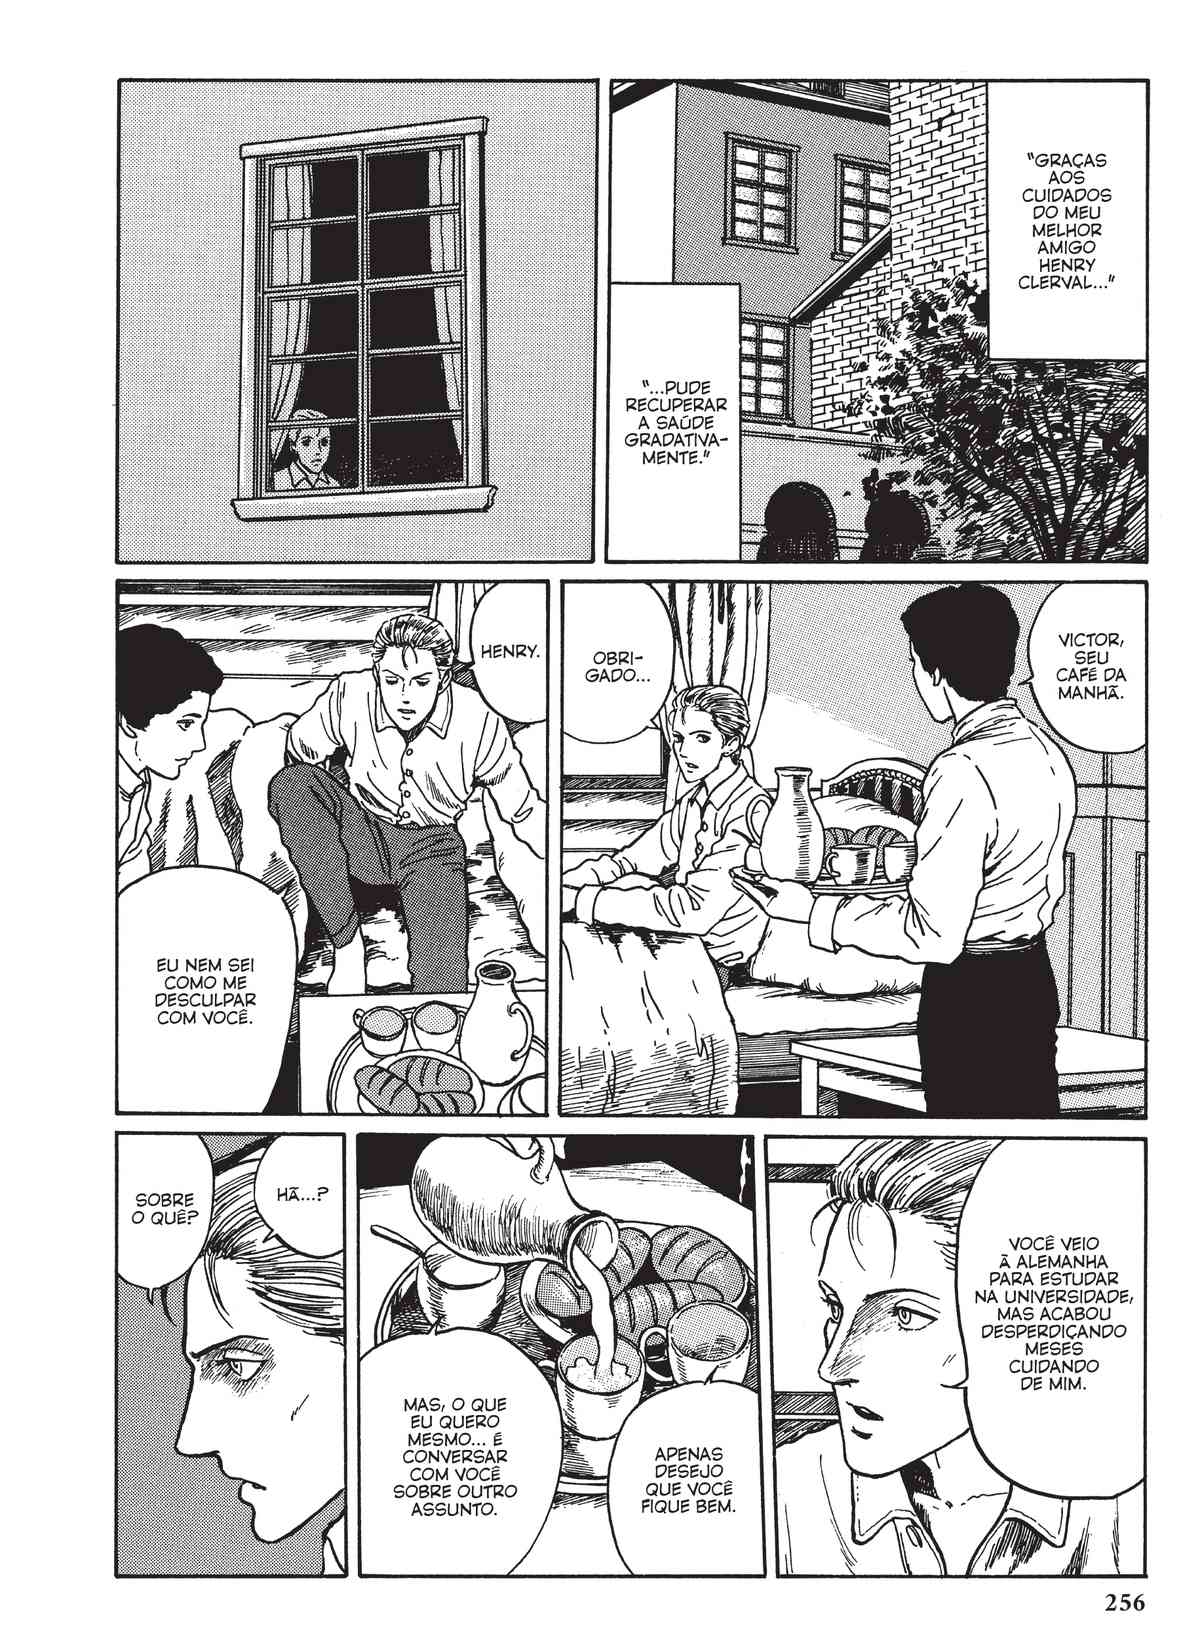 "GRAÇAS
AOS
CUIDADOS
DO MEU
MELHOR
AMIGO
HENRY
CLERVAL..."
"...PUDE
RECUPERAR
A SAÚDE
GRADATIVA-
MENTE."
VICTOR,
SEU
CAFÉ DA
MANHÃ.
OBRI-
GADO...
HENRY.
EU NEM SEI
COMO ME
DESCULPAR
COM VOCÊ.
VOCÊ VEIO
À ALEMANHA
PARA ESTUDAR
NA UNIVERSIDADE,
MAS ACABOU
DESPERDIÇANDO
MESES
CUIDANDO
DE MIM.
APENAS
DESEJO
QUE VOCÊ
FIQUE BEM.
MAS, O QUE
EU QUERO
MESMO... É
CONVERSAR
COM VOCÊ
SOBRE OUTRO
ASSUNTO.
HÃ...?
SOBRE
O QUÊ?
256